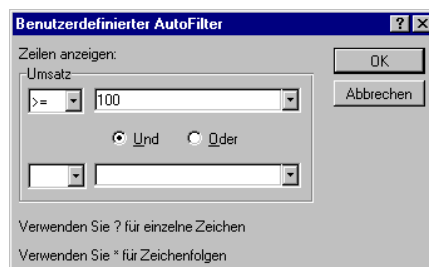 Benutzerdefinierter AutoFilter
Zeilen anzeigen:
OK
Umsatz
Abbrechen
>= 100
Und Oder
Verwenden Sie ? für einzelne Zeichen
Verwenden Sie * für Zeichenfolgen